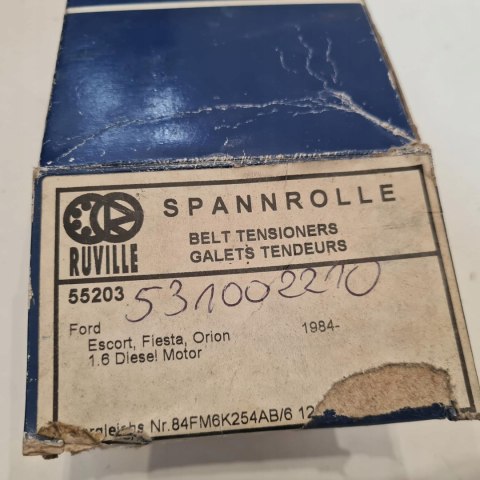 SPANNROLLE
BELT TENSIONERS
GALETS TENDEURS
RUVILLE
55203 531002210
Ford 1984-
Escort, Fiesta, Orion
1.6 Diesel Motor
Nr.84FM6K254AB/6 12